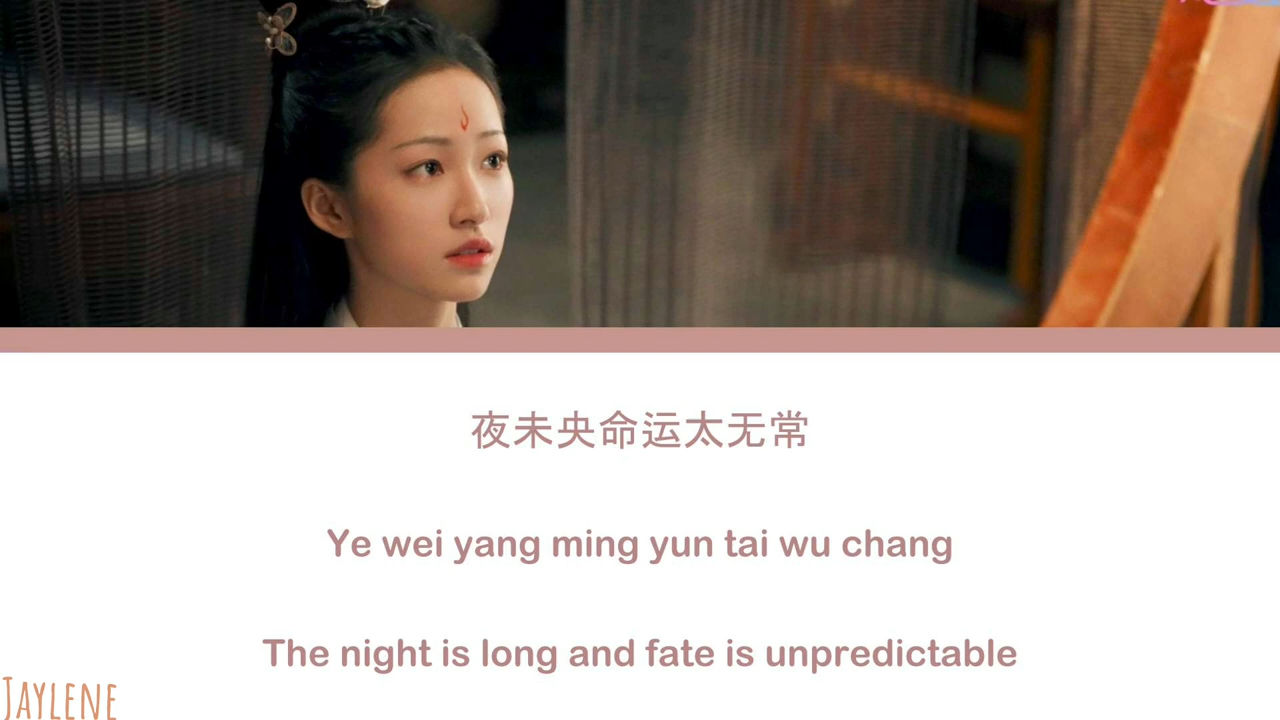 夜未央命运太无常
Ye wei yang ming yun tai wu chang
The night is long and fate is unpredictable
JAYLENE